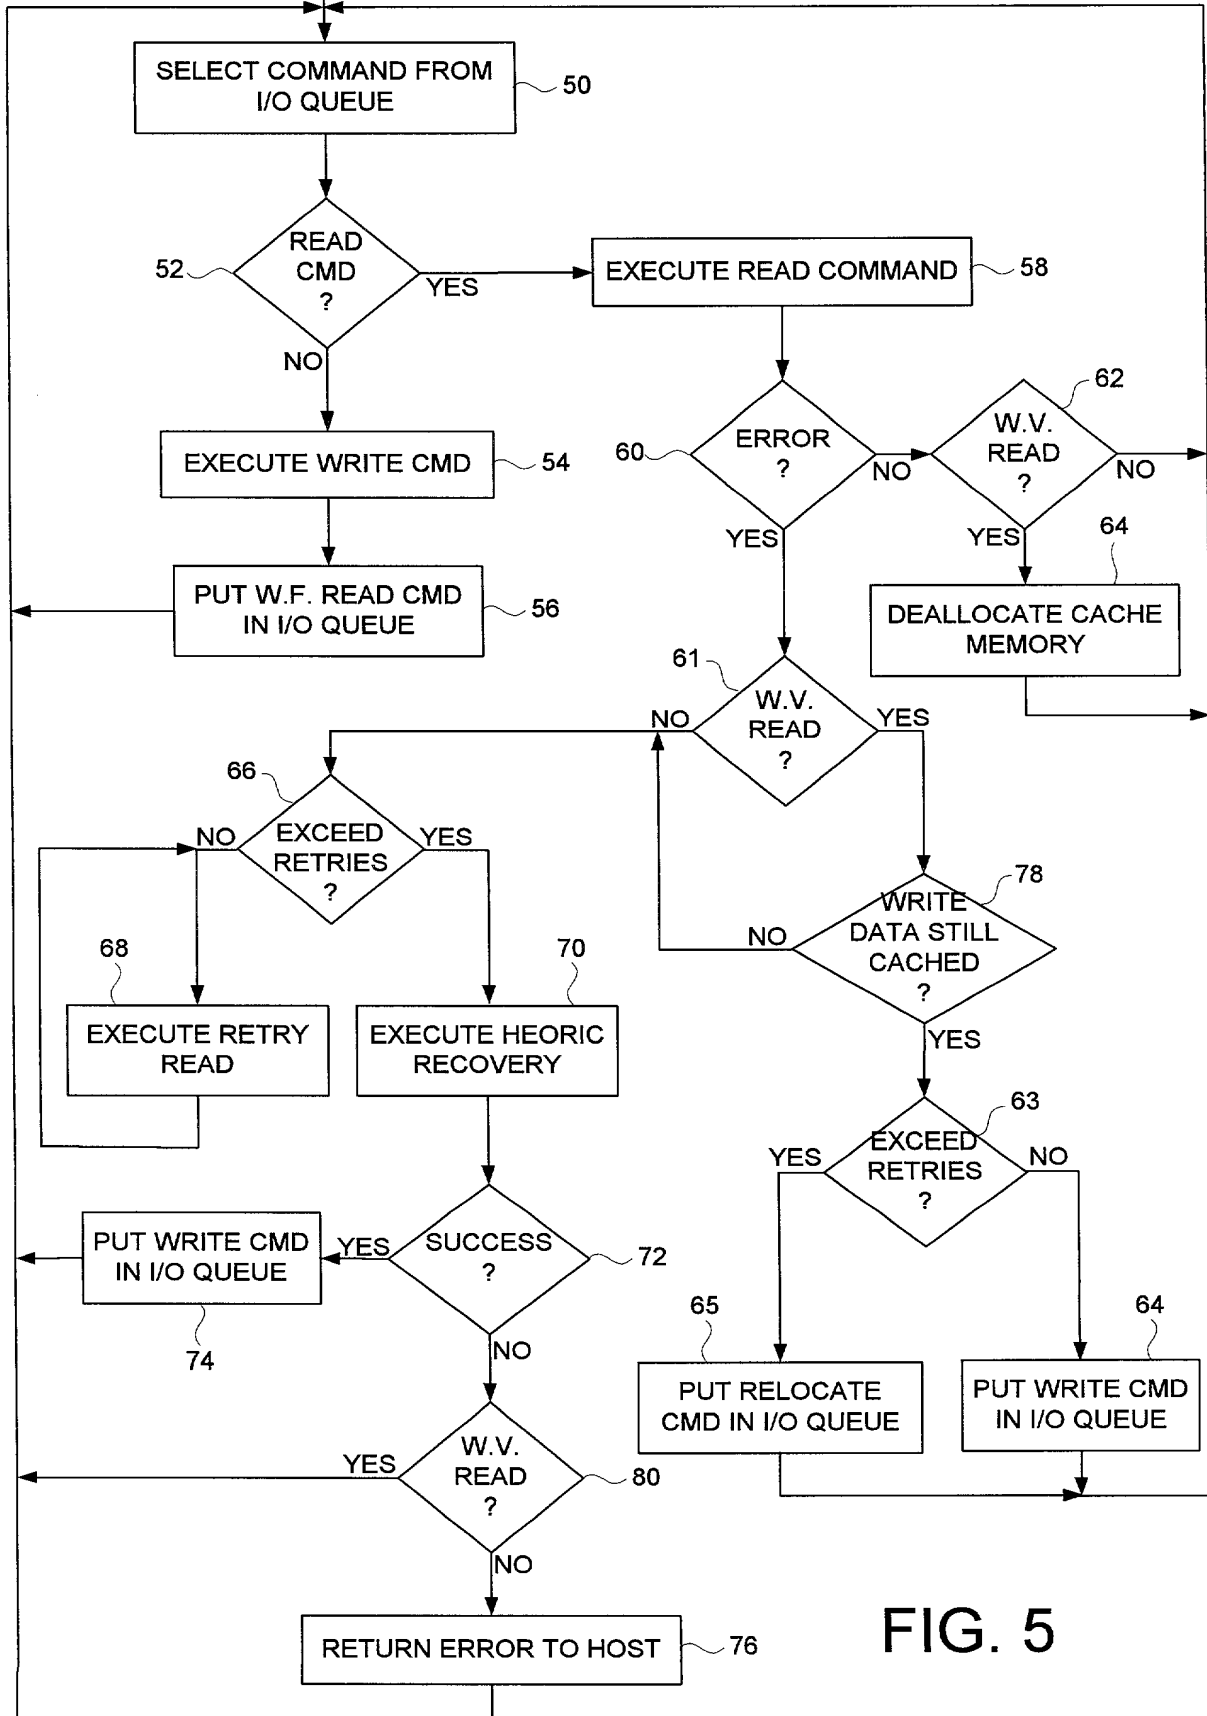 SELECT COMMAND FROM
I/O QUEUE
50
READ
CMD
?
52
YES
NO
EXECUTE READ COMMAND
58
EXECUTE WRITE CMD
54
ERROR
?
60
NO
YES
W.V.
READ
?
62
NO
YES
PUT W.F. READ CMD
IN I/O QUEUE
56
DEALLOCATE CACHE
MEMORY
64
W.V.
READ
?
61
NO
YES
EXCEED
RETRIES
?
66
NO
YES
WRITE
DATA STILL
CACHED
?
78
NO
YES
EXECUTE RETRY
READ
68
EXECUTE HEORIC
RECOVERY
70
EXCEED
RETRIES
?
63
YES
NO
PUT WRITE CMD
IN I/O QUEUE
74
YES
SUCCESS
?
72
NO
PUT RELOCATE
CMD IN I/O QUEUE
65
PUT WRITE CMD
IN I/O QUEUE
64
W.V.
READ
?
80
YES
NO
RETURN ERROR TO HOST
76
FIG. 5